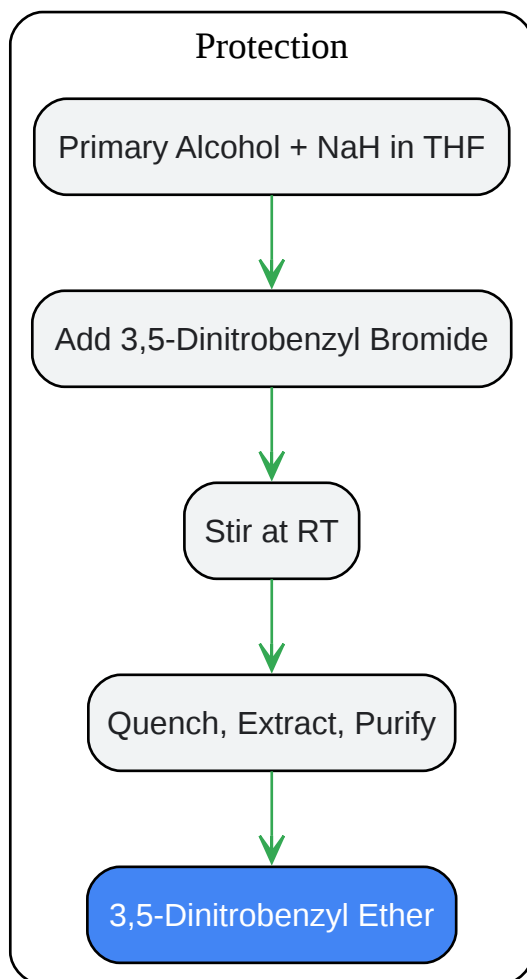 Protection
Primary Alcohol + NaH in THF
Add 3,5-Dinitrobenzyl Bromide
Stir at RT
Quench, Extract, Purify
3,5-Dinitrobenzyl Ether